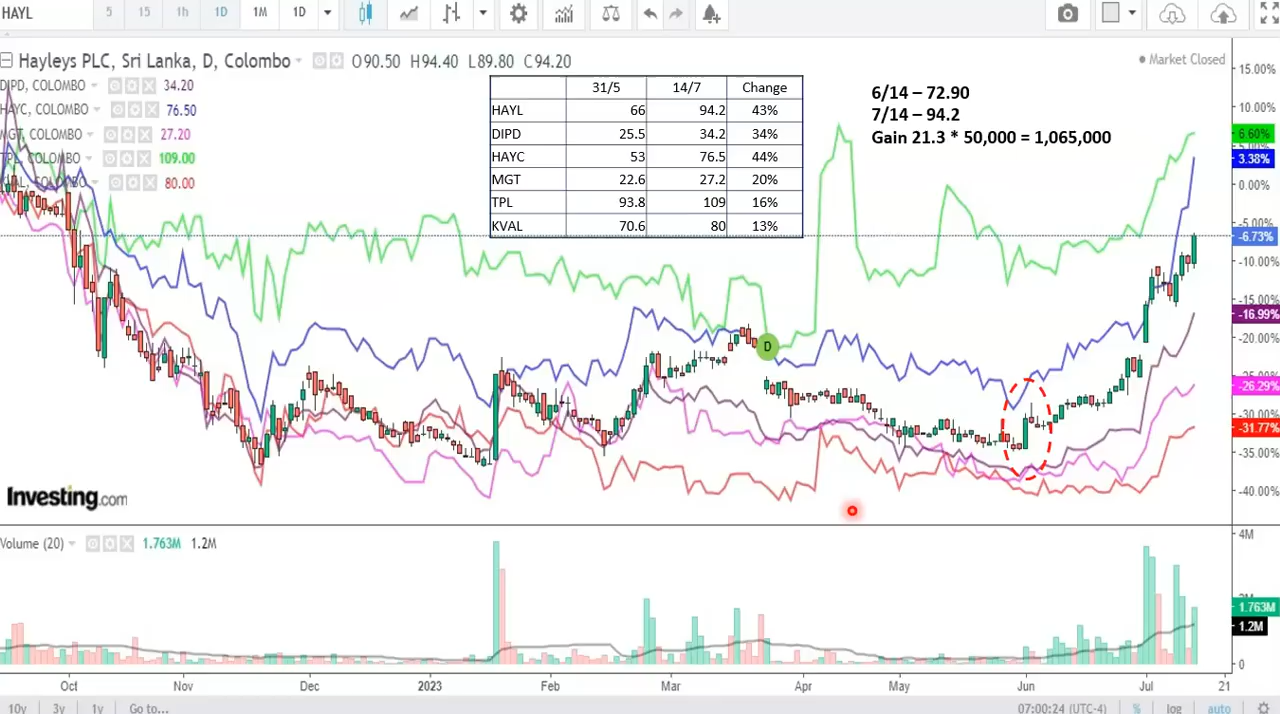 HAYL 5 15 1h 1D 1M 1D
Hayleys PLC, Sri Lanka, D, Colombo O90.50 H94.40 L89.80 C94.20
Market Closed
DIPD, COLOMBO 34.20
HAYC, COLOMBO 76.50
MGT, COLOMBO 27.20
TPL, COLOMBO 109.00
KVAL, COLOMBO 80.00
31/5 14/7 Change
HAYL 66 94.2 43%
DIPD 25.5 34.2 34%
HAYC 53 76.5 44%
MGT 22.6 27.2 20%
TPL 93.8 109 16%
KVAL 70.6 80 13%
6/14 – 72.90
7/14 – 94.2
Gain 21.3 * 50,000 = 1,065,000
15.00%
10.00%
6.60%
3.38%
0.00%
-5.00%
-6.73%
-10.00%
-15.00%
-16.99%
-20.00%
-26.29%
-30.00%
-31.77%
-35.00%
-40.00%
D
Investing.com
Volume (20) 1.763M 1.2M
4M
1.763M
1.2M
0
Oct Nov Dec 2023 Feb Mar Apr May Jun Jul 21
10y 3y 1y Go to... 07:00:24 (UTC-4) % log auto